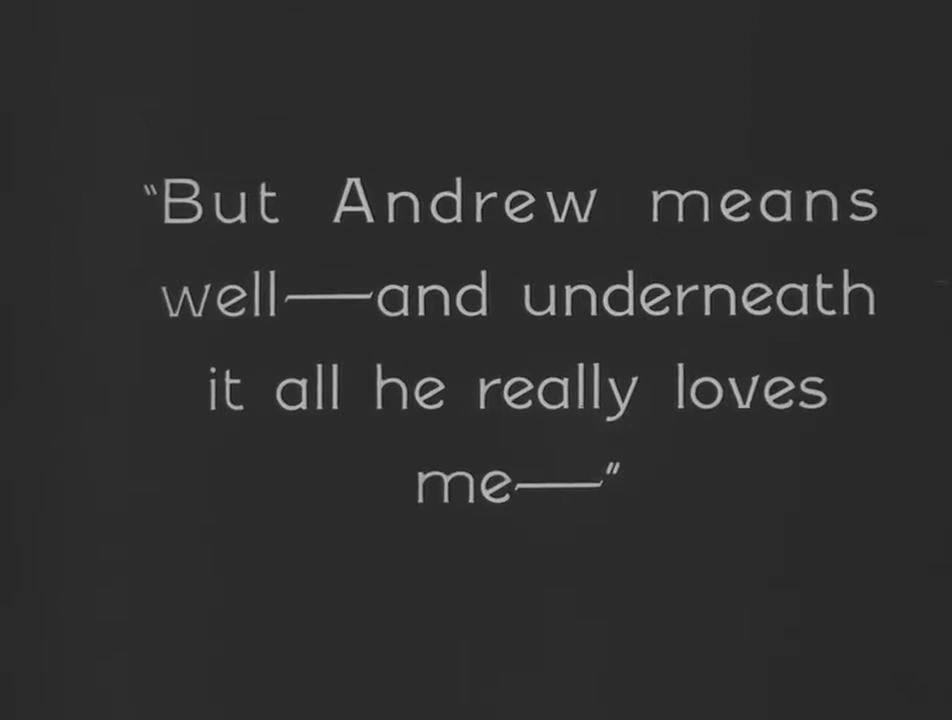 "But Andrew means
well—and underneath
it all he really loves
me—"